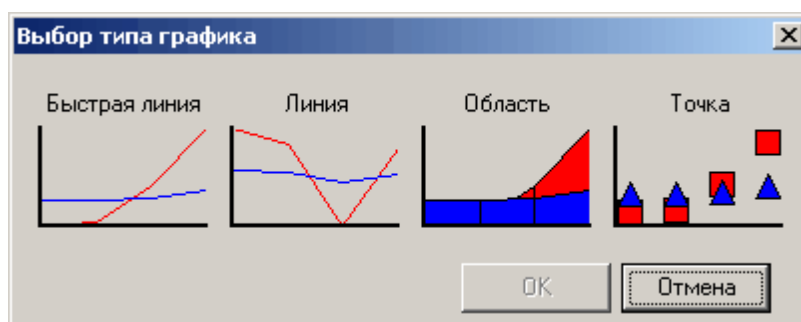 Выбор типа графика
Быстрая линия
Линия
Область
Точка
OK
Отмена